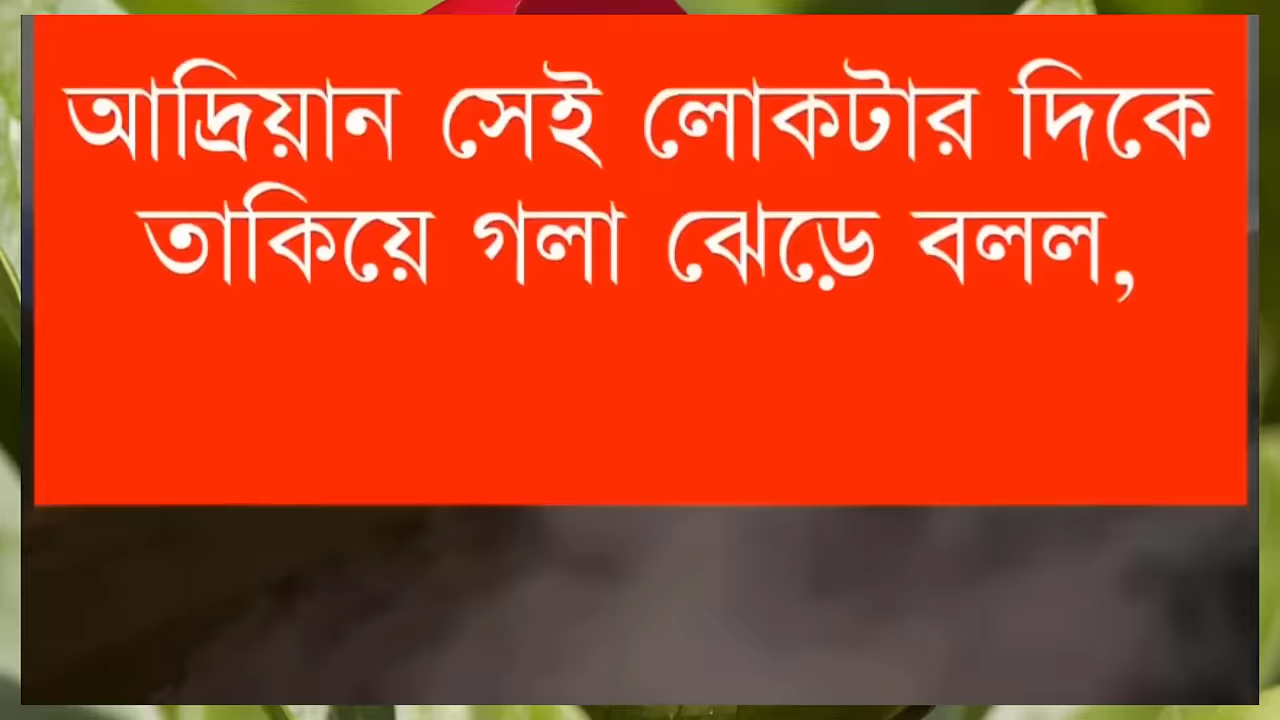 আদ্রিয়ান সেই লোকটার দিকে
তাকিয়ে গলা ঝেড়ে বলল,